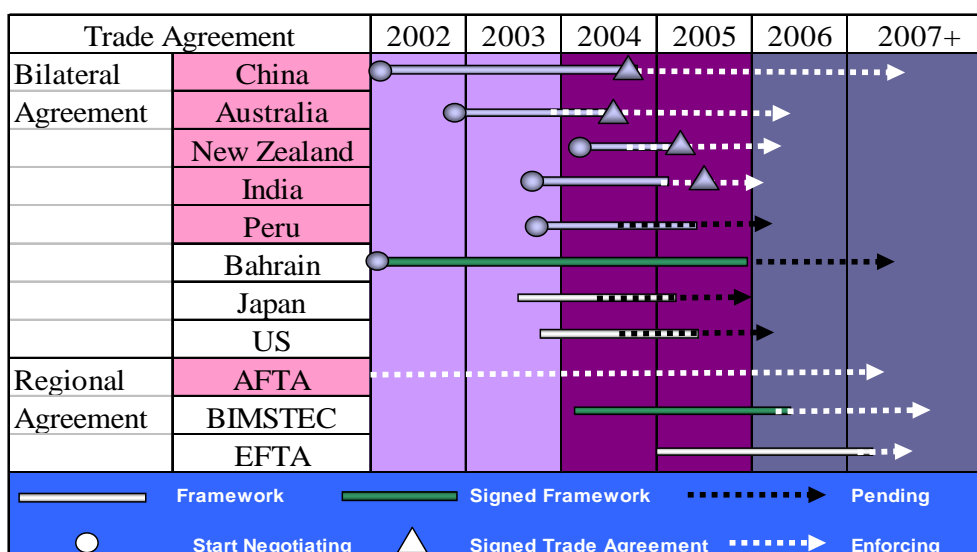 Trade Agreement 2002 2003 2004 2005 2006 2007+
Bilateral China
Agreement Australia
New Zealand
India
Peru
Bahrain
Japan
US
Regional AFTA
Agreement BIMSTEC
EFTA
Framework Signed Framework Pending
Start Negotiating Signed Trade Agreement Enforcing